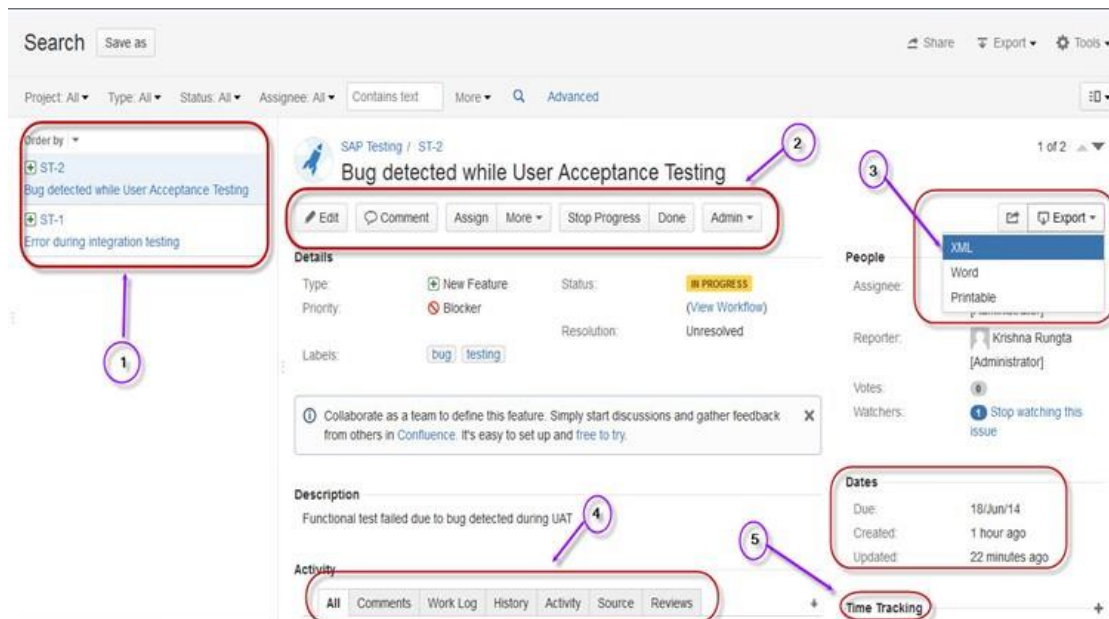 Search Save as
Share Export Tools
Project: All Type: All Status: All Assignee: All Contains text More Advanced
Order by
ST-2
Bug detected while User Acceptance Testing
ST-1
Error during integration testing
1
SAP Testing / ST-2
Bug detected while User Acceptance Testing
2
1 of 2
Edit Comment Assign More Stop Progress Done Admin
3
Export
XML
Word
Printable
Details
Type: New Feature
Status: IN PROGRESS
Priority: Blocker
(View Workflow)
Resolution: Unresolved
Labels: bug testing
People
Assignee:
[Administrator]
Reporter: Krishna Rungta
[Administrator]
Votes: 0
Watchers: 1 Stop watching this
issue
Collaborate as a team to define this feature. Simply start discussions and gather feedback
from others in Confluence. It's easy to set up and free to try.
Description
Functional test failed due to bug detected during UAT
4
Dates
Due: 18/Jun/14
Created: 1 hour ago
Updated: 22 minutes ago
5
Activity
All Comments Work Log History Activity Source Reviews
Time Tracking